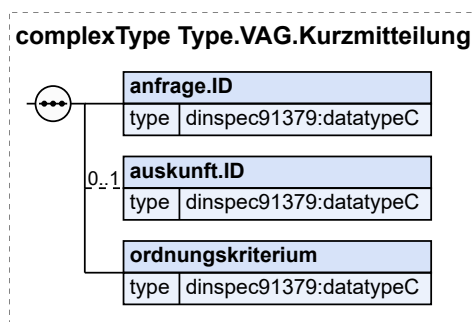 complexType Type.VAG.Kurzmitteilung
anfrage.ID
type dinspec91379:datatypeC
0..1
auskunft.ID
type dinspec91379:datatypeC
ordnungskriterium
type dinspec91379:datatypeC